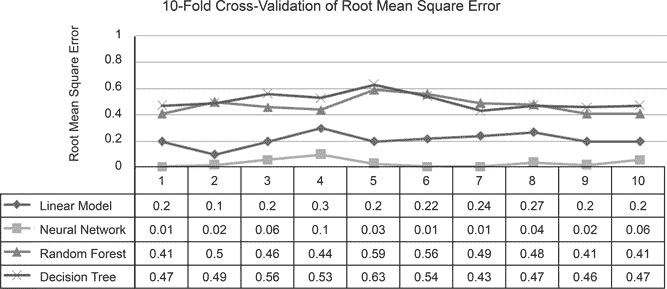 10-Fold Cross-Validation of Root Mean Square Error
Root Mean Square Error
1
0.8
0.6
0.4
0.2
0
1 2 3 4 5 6 7 8 9 10
Linear Model 0.2 0.1 0.2 0.3 0.2 0.22 0.24 0.27 0.2 0.2
Neural Network 0.01 0.02 0.06 0.1 0.03 0.01 0.01 0.04 0.02 0.06
Random Forest 0.41 0.5 0.46 0.44 0.59 0.56 0.49 0.48 0.41 0.41
Decision Tree 0.47 0.49 0.56 0.53 0.63 0.54 0.43 0.47 0.46 0.47